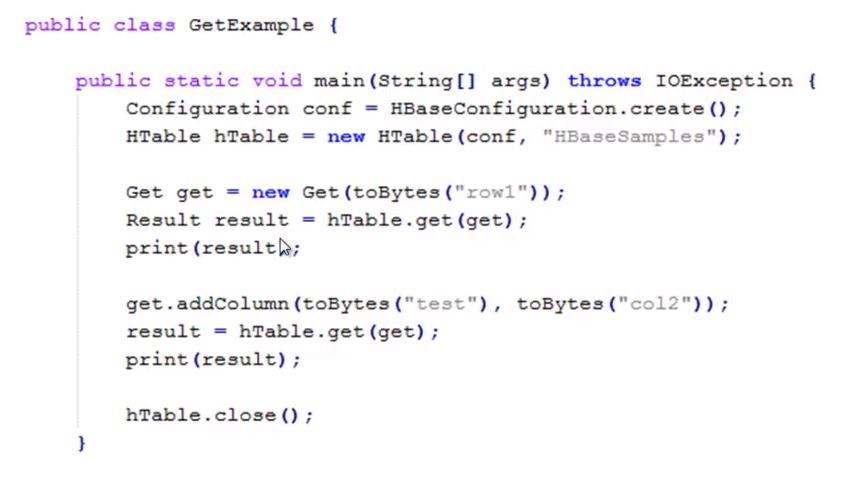 public class GetExample {
public static void main(String[] args) throws IOException {
Configuration conf = HBaseConfiguration.create();
HTable hTable = new HTable(conf, "HBaseSamples");
Get get = new Get(toBytes("row1"));
Result result = hTable.get(get);
print(result);
get.addColumn(toBytes("test"), toBytes("col2"));
result = hTable.get(get);
print(result);
hTable.close();
}